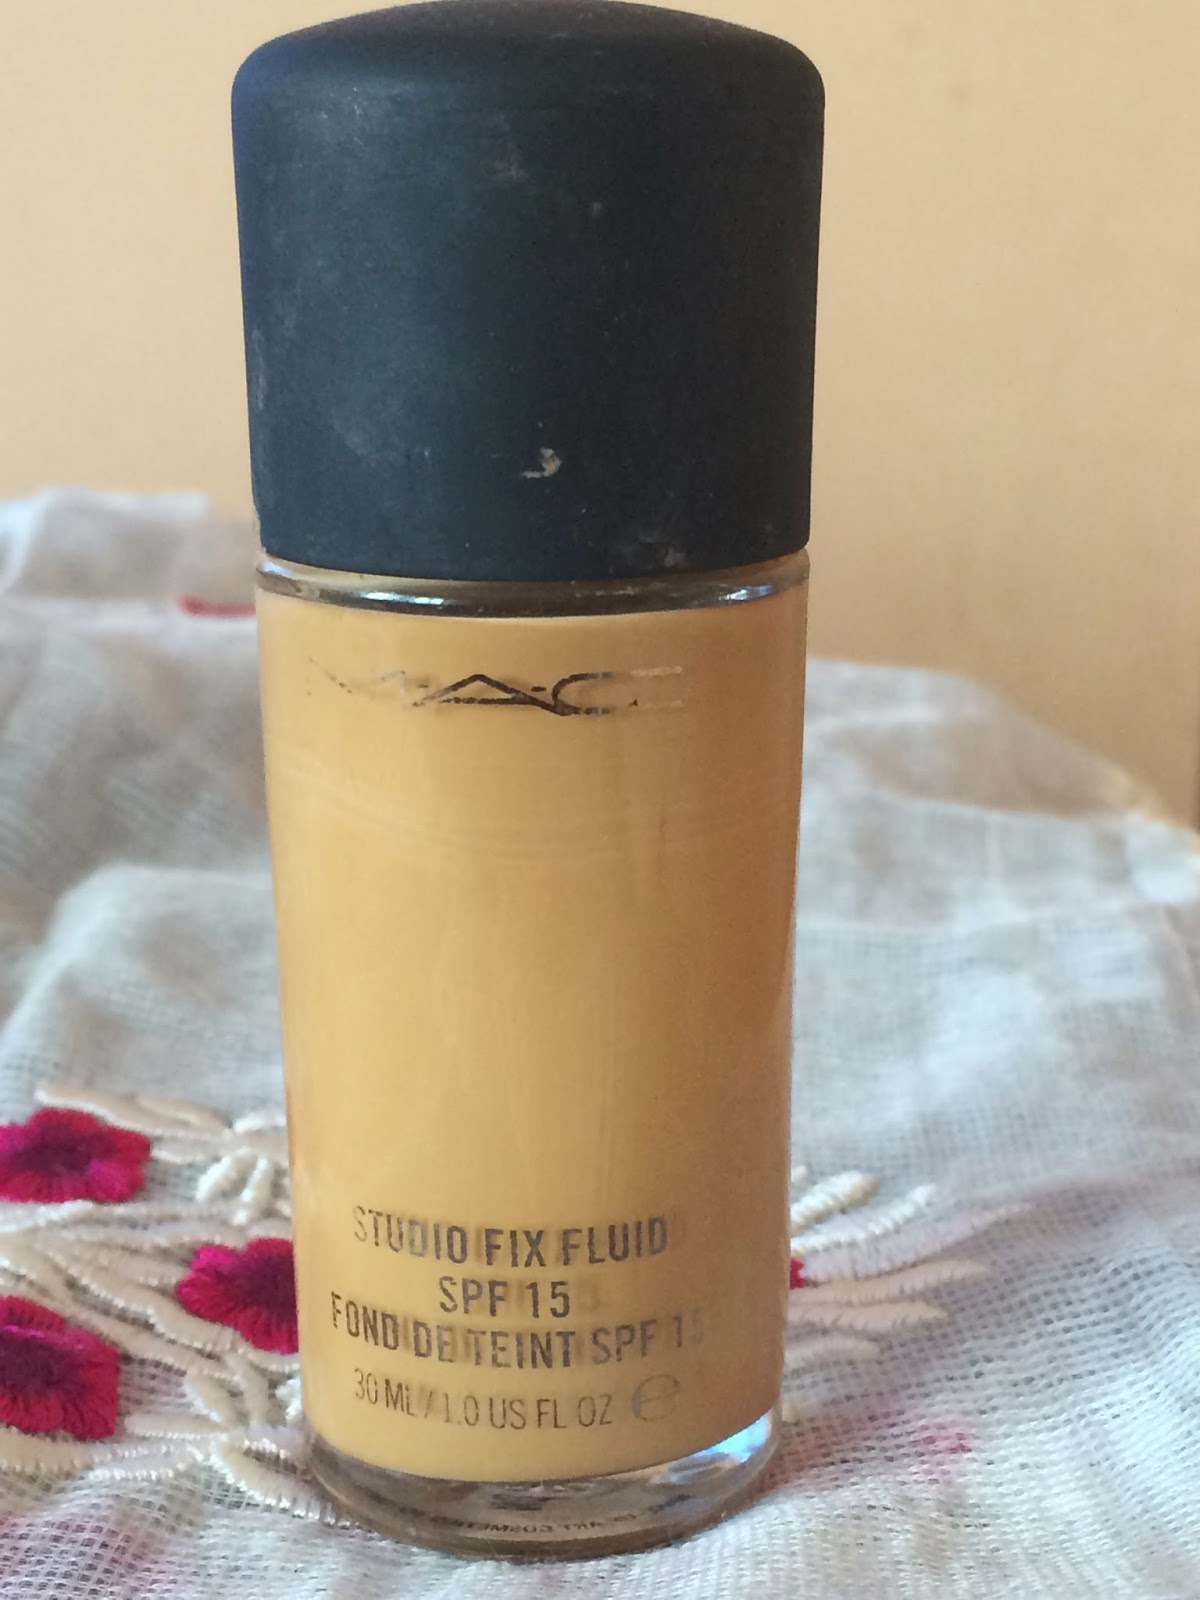 MAC
STUDIO FIX FLUID
SPF 15
FOND DE TEINT SPF 15
30 ML / 1.0 US FL OZ ℮